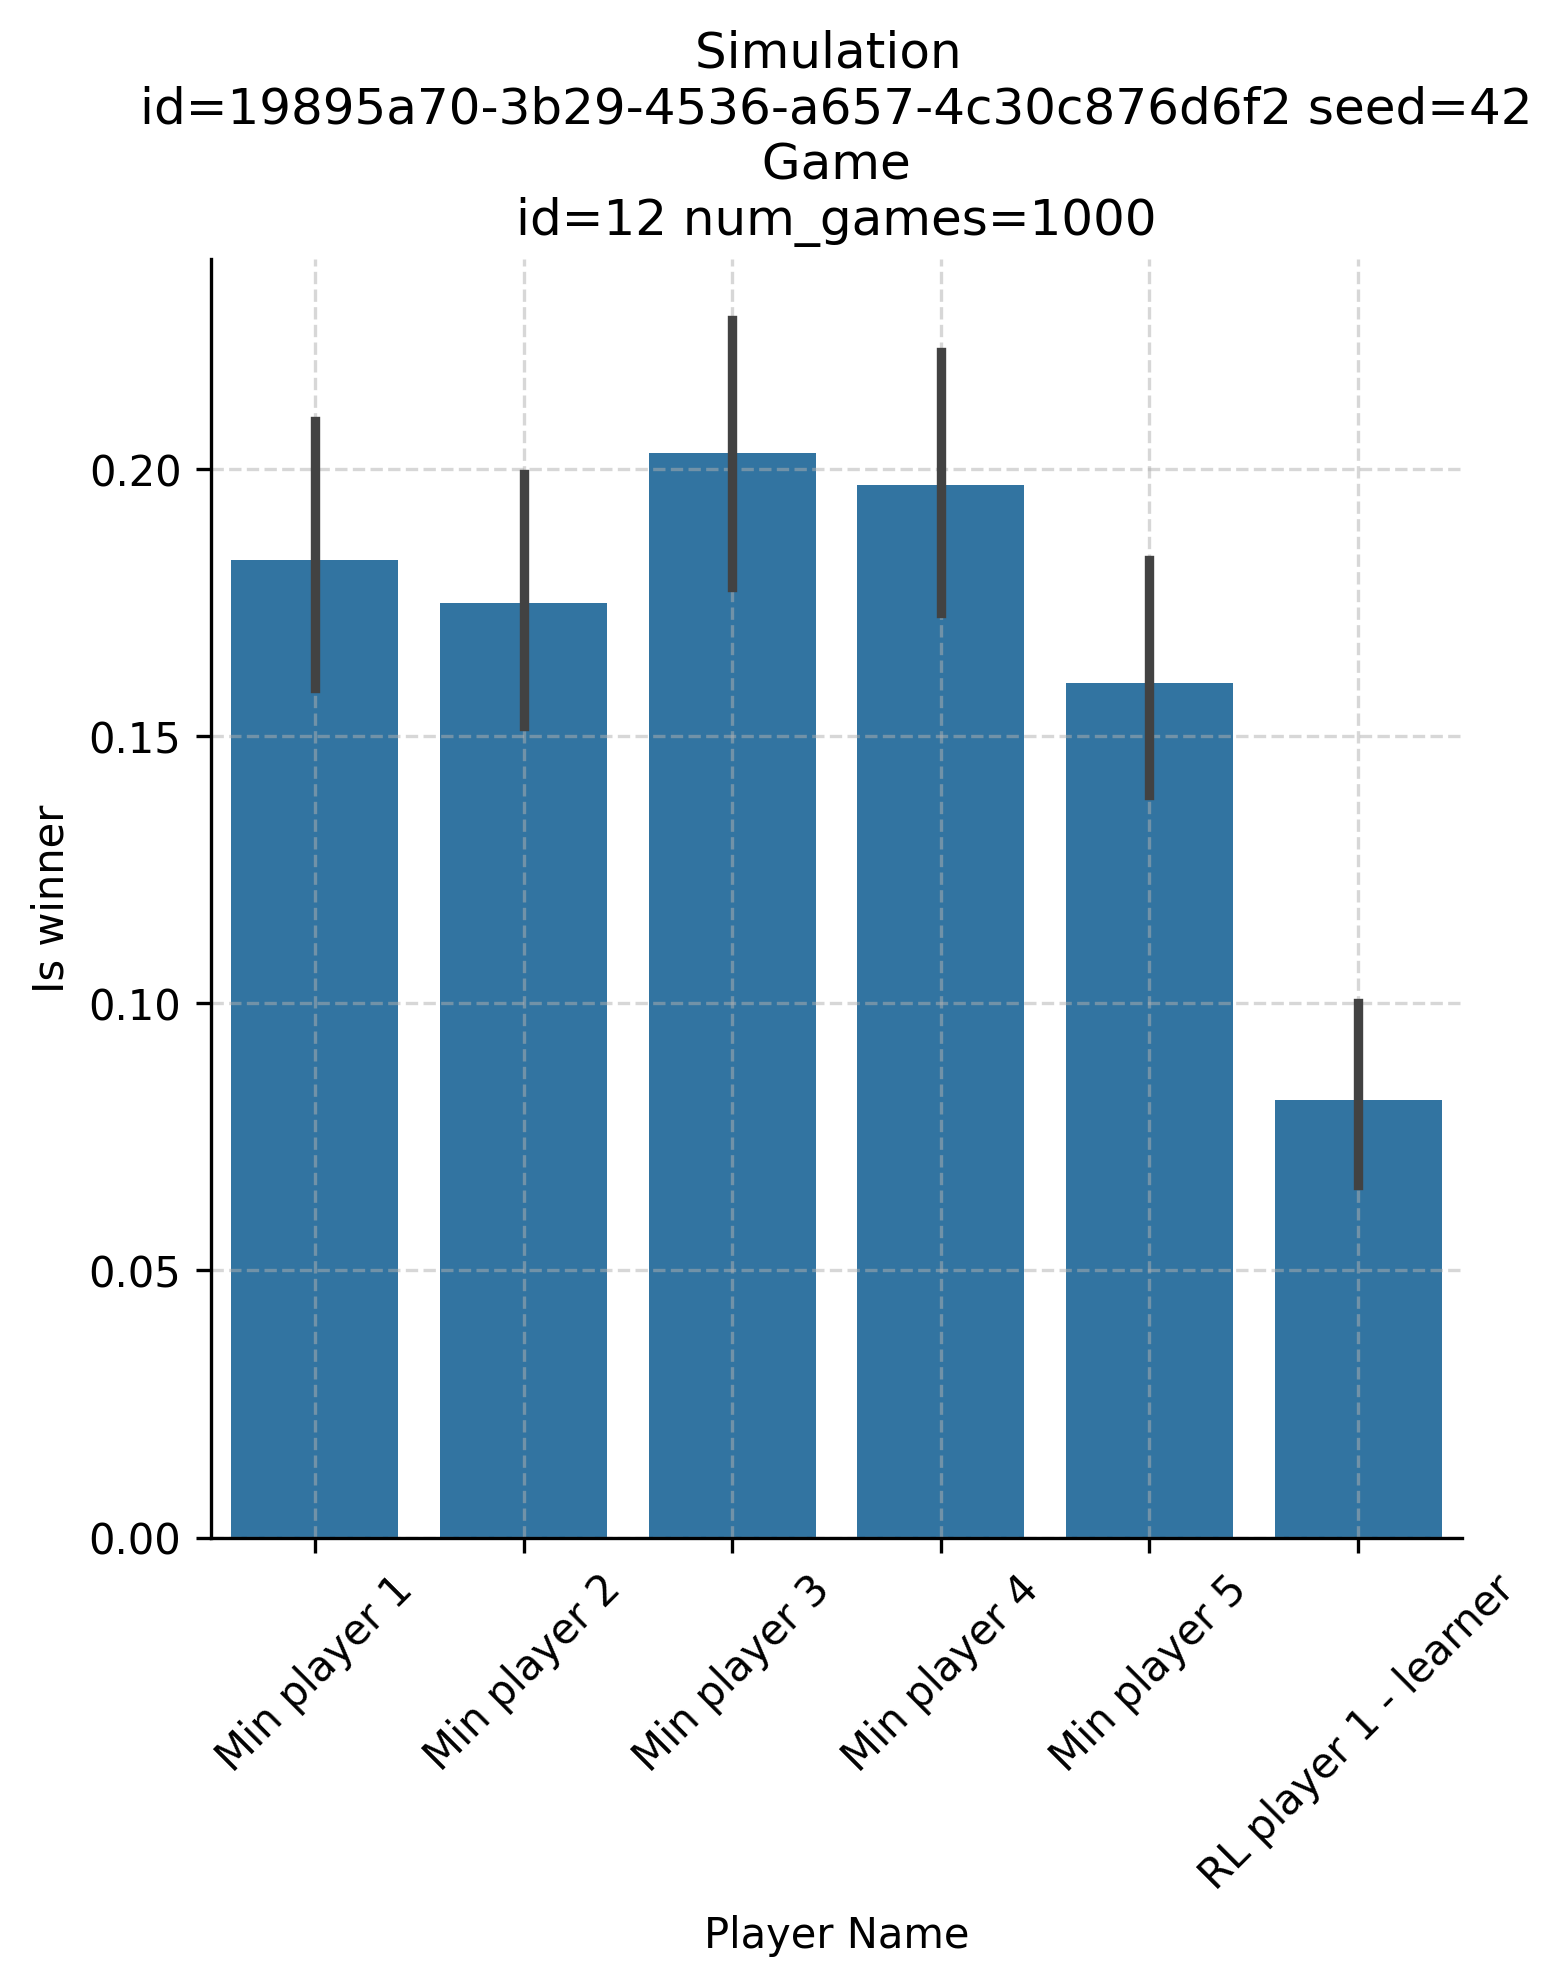 Simulation
id=19895a70-3b29-4536-a657-4c30c876d6f2 seed=42
Game
id=12 num_games=1000
Is winner
0.20
0.15
0.10
0.05
0.00
Min player 1
Min player 2
Min player 3
Min player 4
Min player 5
RL player 1 - learner
Player Name